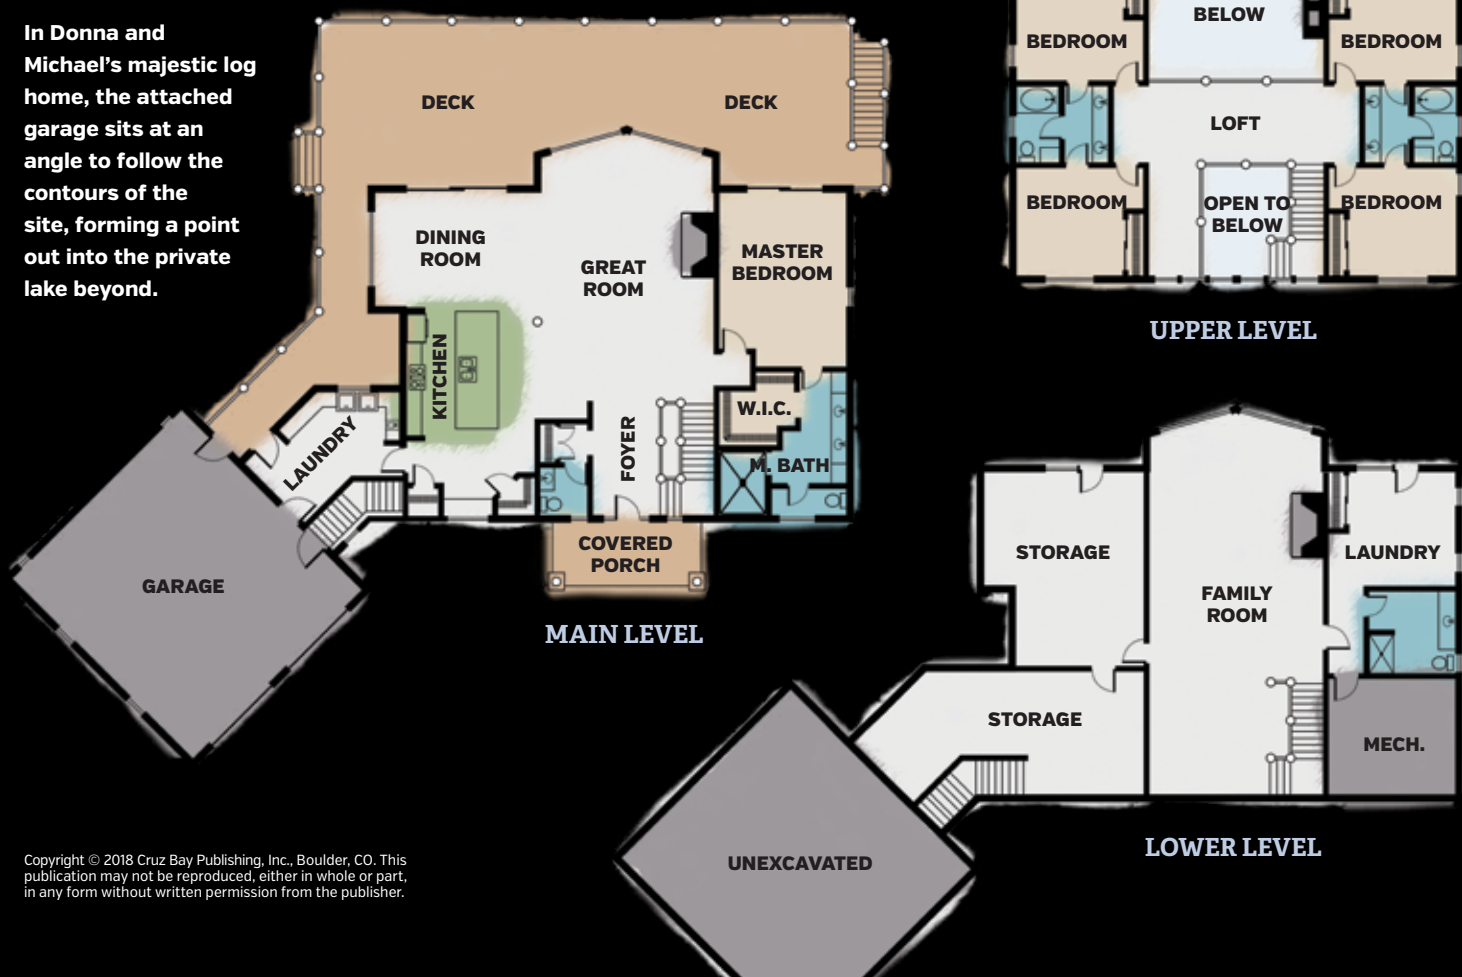 In Donna and
Michael's majestic log
home, the attached
garage sits at an
angle to follow the
contours of the
site, forming a point
out into the private
lake beyond.
DECK
DECK
DINING
ROOM
GREAT
ROOM
MASTER
BEDROOM
KITCHEN
W.I.C.
LAUNDRY
FOYER
M. BATH
COVERED
PORCH
GARAGE
MAIN LEVEL
BELOW
BEDROOM
BEDROOM
LOFT
BEDROOM
OPEN TO
BELOW
BEDROOM
UPPER LEVEL
STORAGE
LAUNDRY
FAMILY
ROOM
STORAGE
MECH.
UNEXCAVATED
LOWER LEVEL
Copyright © 2018 Cruz Bay Publishing, Inc., Boulder, CO. This
publication may not be reproduced, either in whole or part,
in any form without written permission from the publisher.